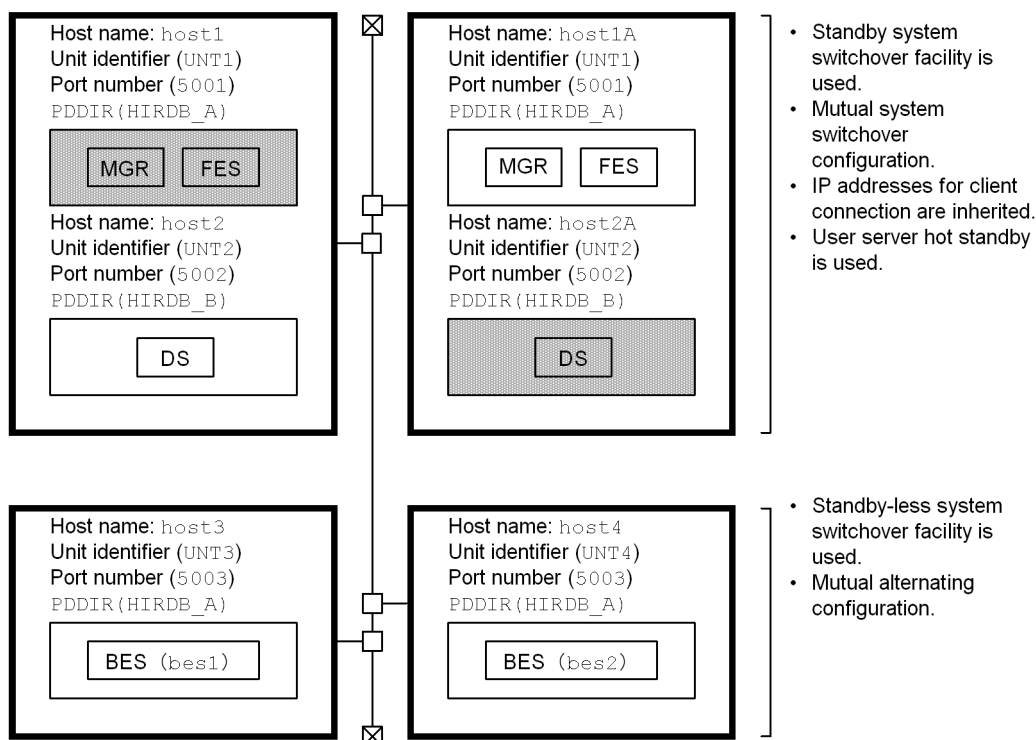 Host name: host1
Unit identifier (UNT1)
Port number (5001)
PDDIR(HIRDB_A)
MGR FES
Host name: host2
Unit identifier (UNT2)
Port number (5002)
PDDIR(HIRDB_B)
DS
Host name: host1A
Unit identifier (UNT1)
Port number (5001)
PDDIR(HIRDB_A)
MGR FES
Host name: host2A
Unit identifier (UNT2)
Port number (5002)
PDDIR(HIRDB_B)
DS
• Standby system
switchover facility is
used.
• Mutual system
switchover
configuration.
• IP addresses for client
connection are inherited.
• User server hot standby
is used.
Host name: host3
Unit identifier (UNT3)
Port number (5003)
PDDIR(HIRDB_A)
BES (bes1)
Host name: host4
Unit identifier (UNT4)
Port number (5003)
PDDIR(HIRDB_A)
BES (bes2)
• Standby-less system
switchover facility is
used.
• Mutual alternating
configuration.